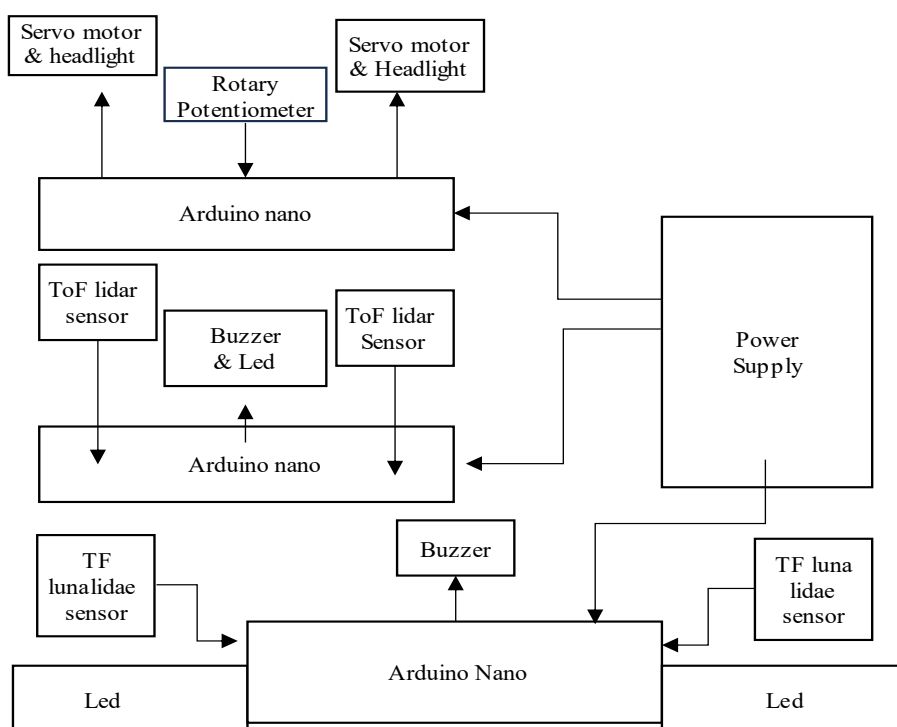 Servo motor
& headlight
Rotary
Potentiometer
Servo motor
& Headlight
Arduino nano
ToF lidar
sensor
Buzzer
& Led
ToF lidar
Sensor
Power
Supply
Arduino nano
TF
lunalidae
sensor
Buzzer
TF luna
lidae
sensor
Arduino Nano
Led
Led